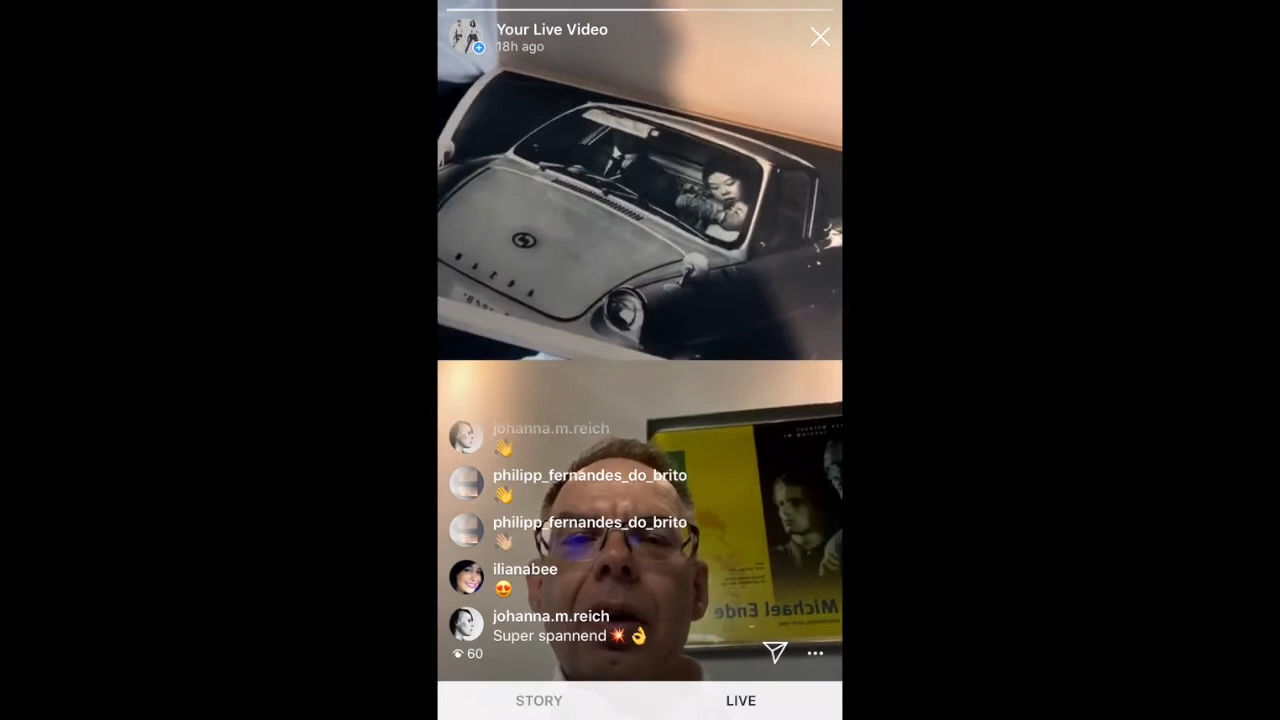 Your Live Video
18h ago
MAZDA
johanna.m.reich
👋
philipp_fernandes_do_brito
👋
philipp_fernandes_do_brito
👋🏼
ilianabee
😍
johanna.m.reich
Super spannend💥👌
60
Michael Ende
STORY
LIVE